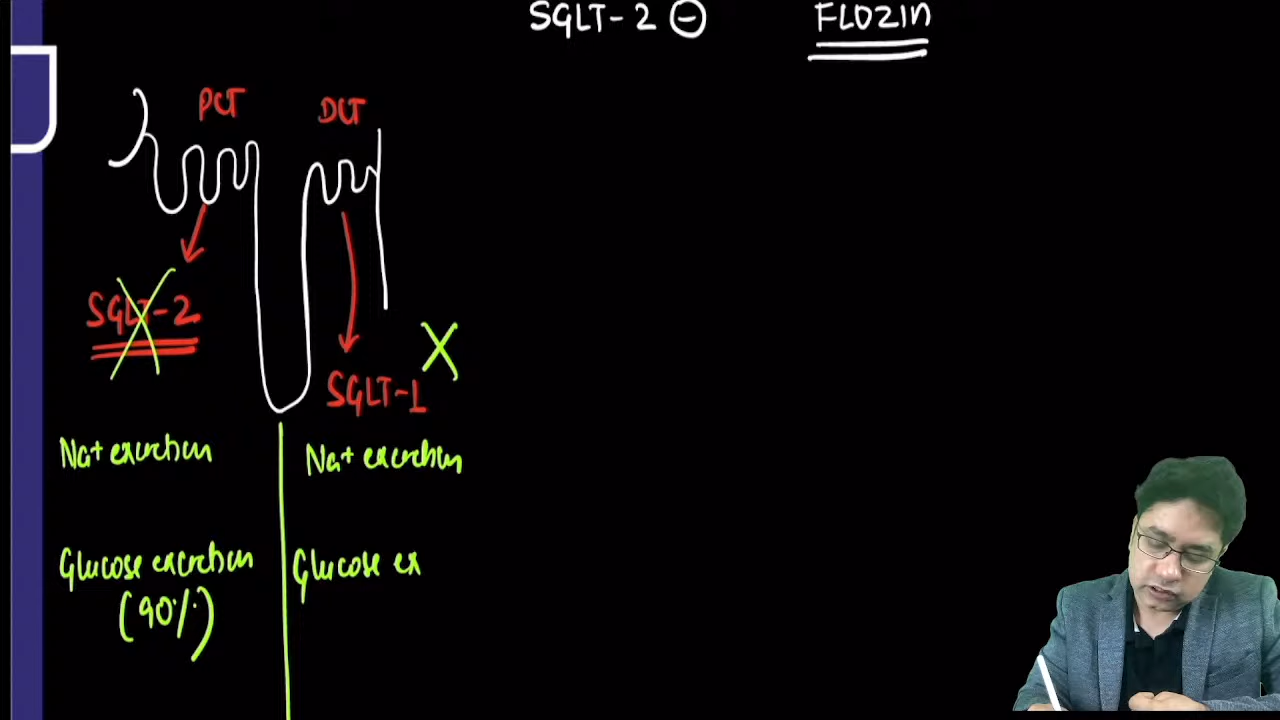 SGLT-2 ⊖ FLOZIN
PCT DCT
SGLT-2
SGLT-1
Na+ excretion Na+ excretion
Glucose excretion Glucose ex
(90%)